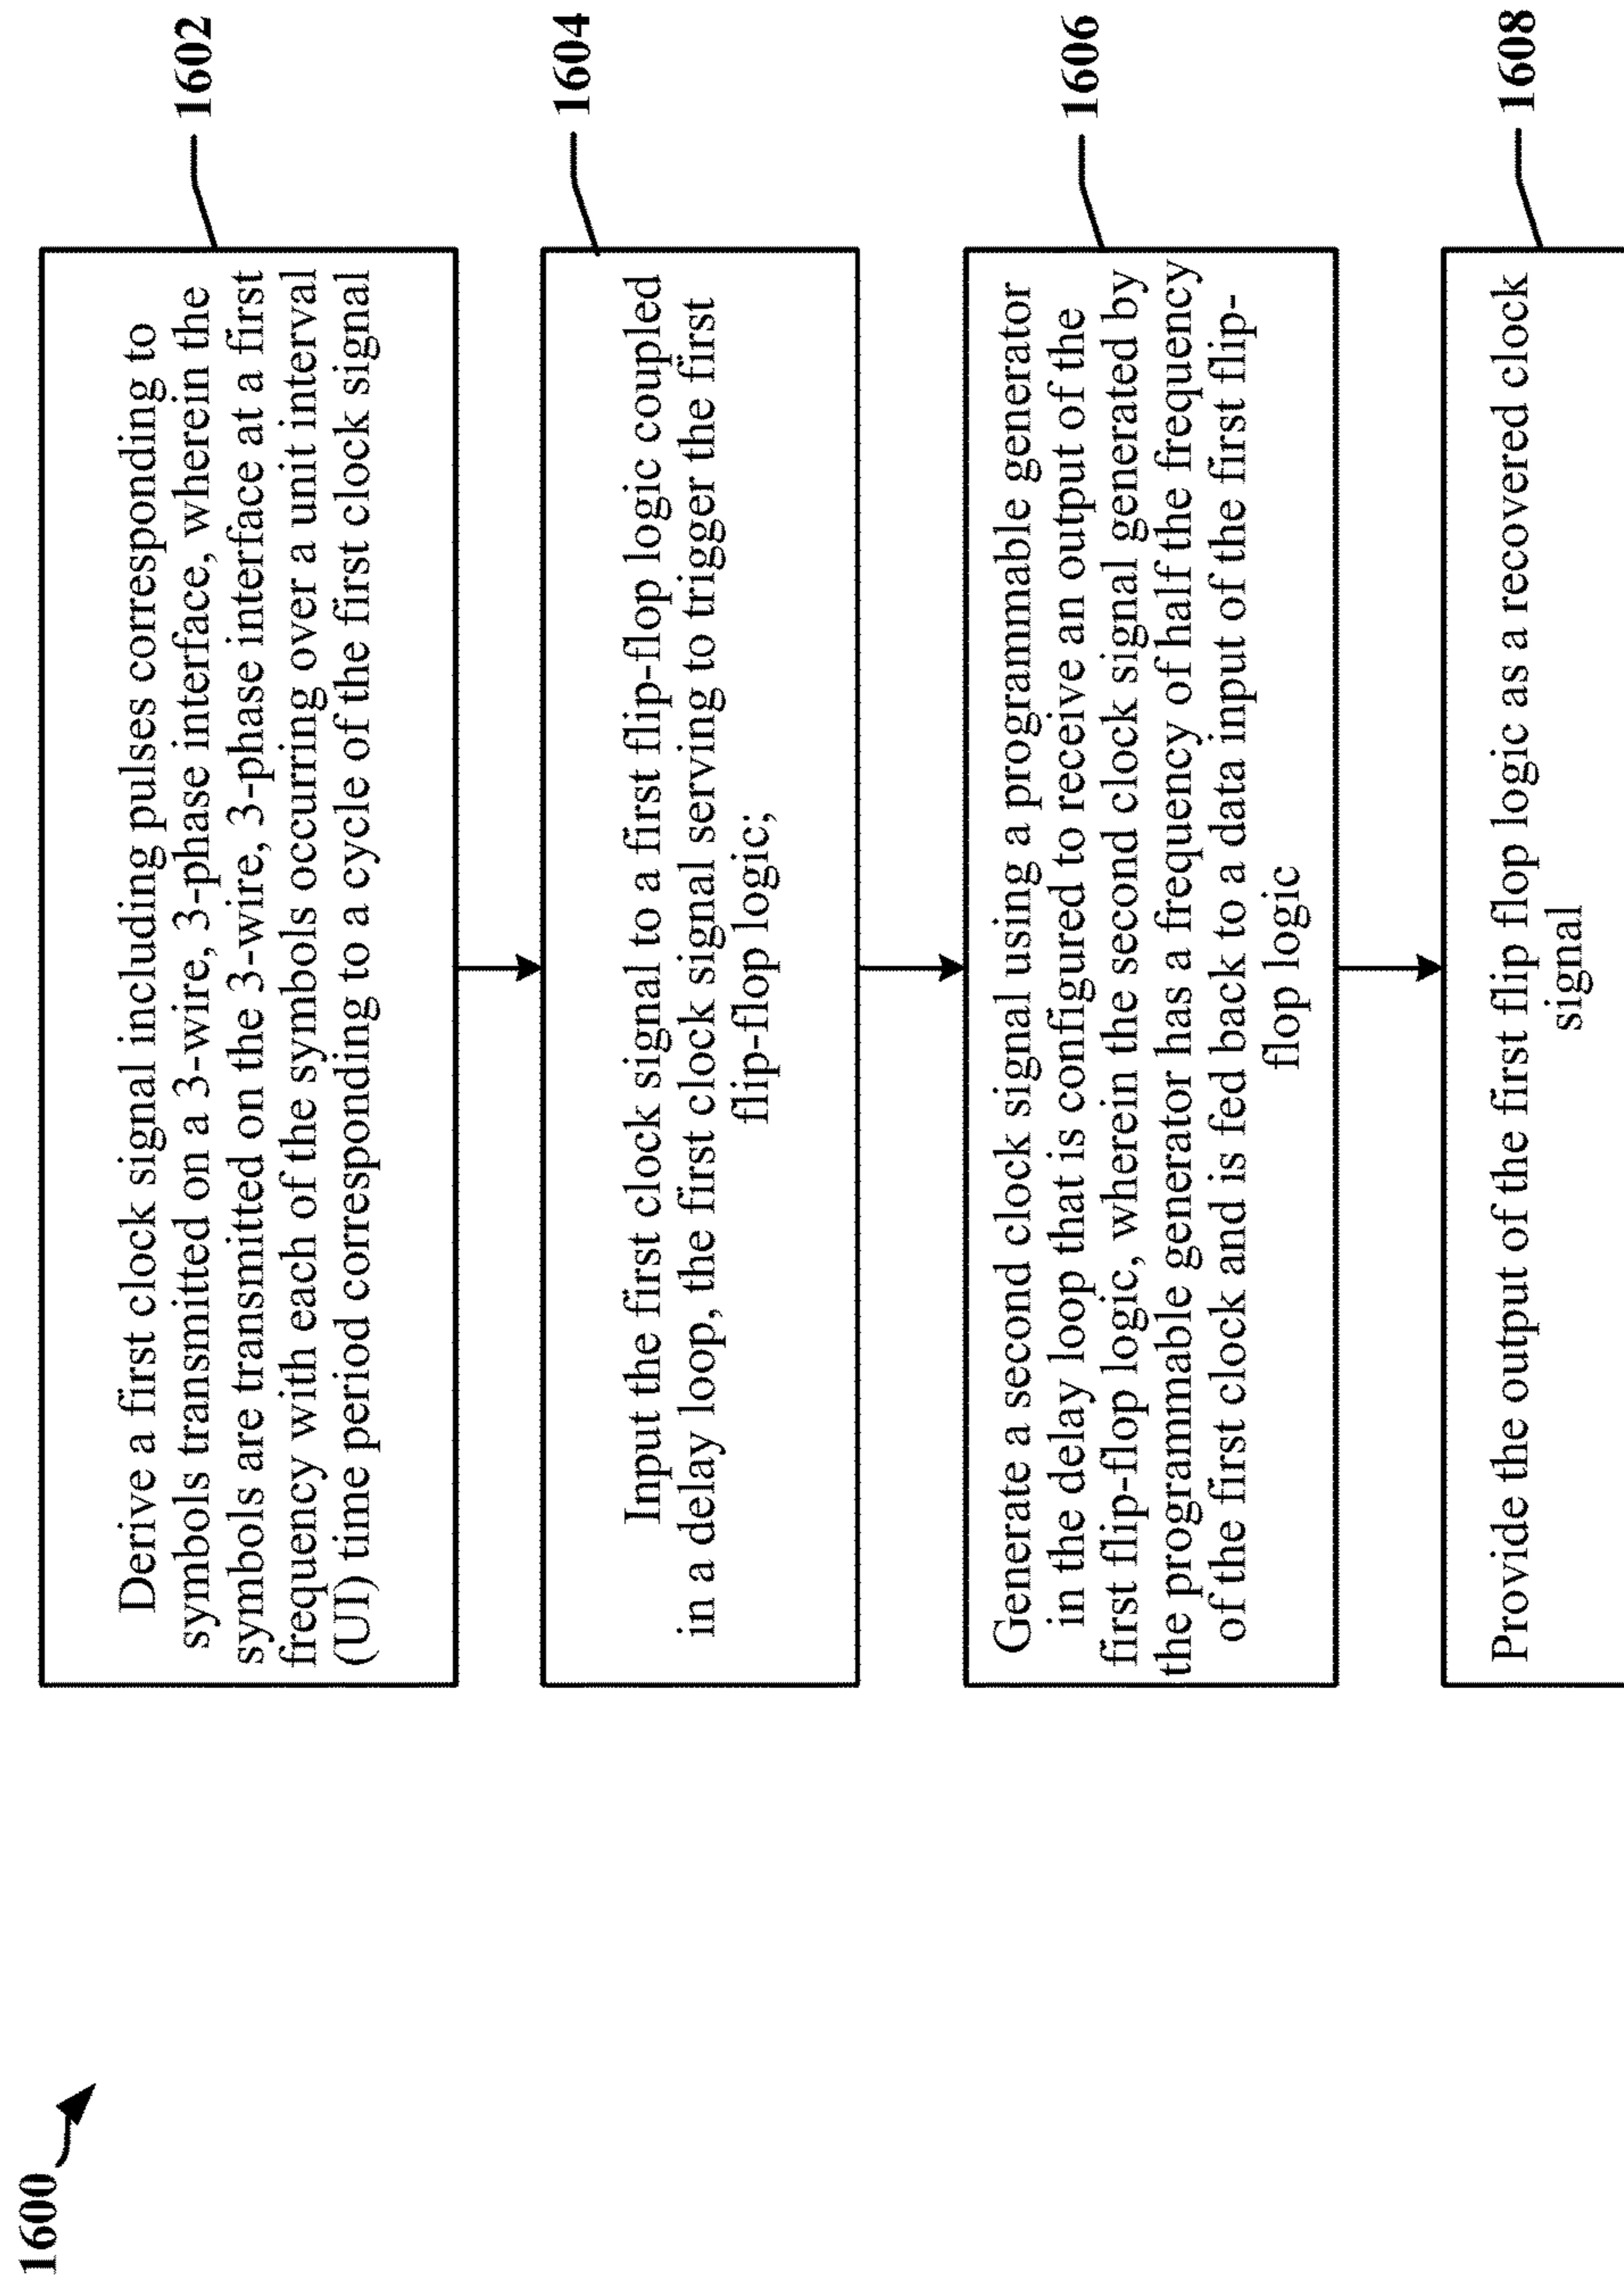 1600
Derive a first clock signal including pulses corresponding to
symbols transmitted on a 3-wire, 3-phase interface, wherein the
symbols are transmitted on the 3-wire, 3-phase interface at a first
frequency with each of the symbols occurring over a unit interval
(UI) time period corresponding to a cycle of the first clock signal
1602
Input the first clock signal to a first flip-flop logic coupled
in a delay loop, the first clock signal serving to trigger the first
flip-flop logic;
1604
Generate a second clock signal using a programmable generator
in the delay loop that is configured to receive an output of the
first flip-flop logic, wherein the second clock signal generated by
the programmable generator has a frequency of half the frequency
of the first clock and is fed back to a data input of the first flip-
flop logic
1606
Provide the output of the first flip flop logic as a recovered clock
signal
1608